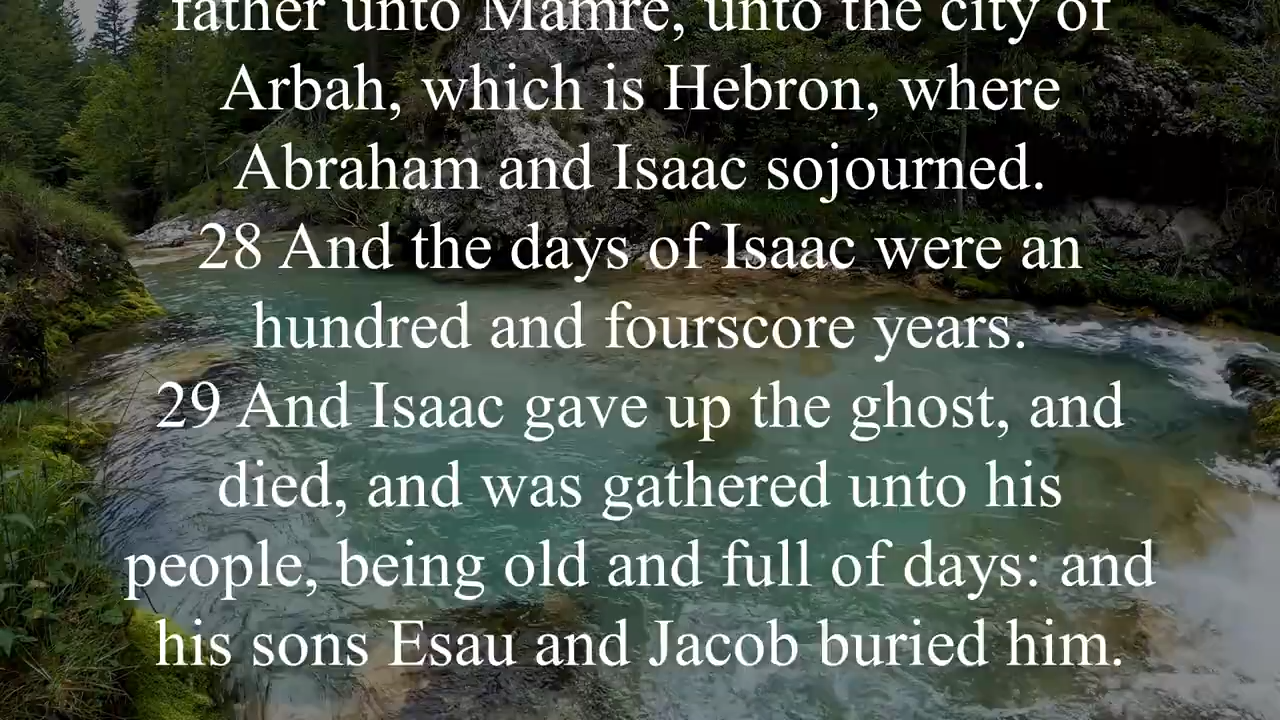 father unto Mamre, unto the city of
Arbah, which is Hebron, where
Abraham and Isaac sojourned.
28 And the days of Isaac were an
hundred and fourscore years.
29 And Isaac gave up the ghost, and
died, and was gathered unto his
people, being old and full of days: and
his sons Esau and Jacob buried him.